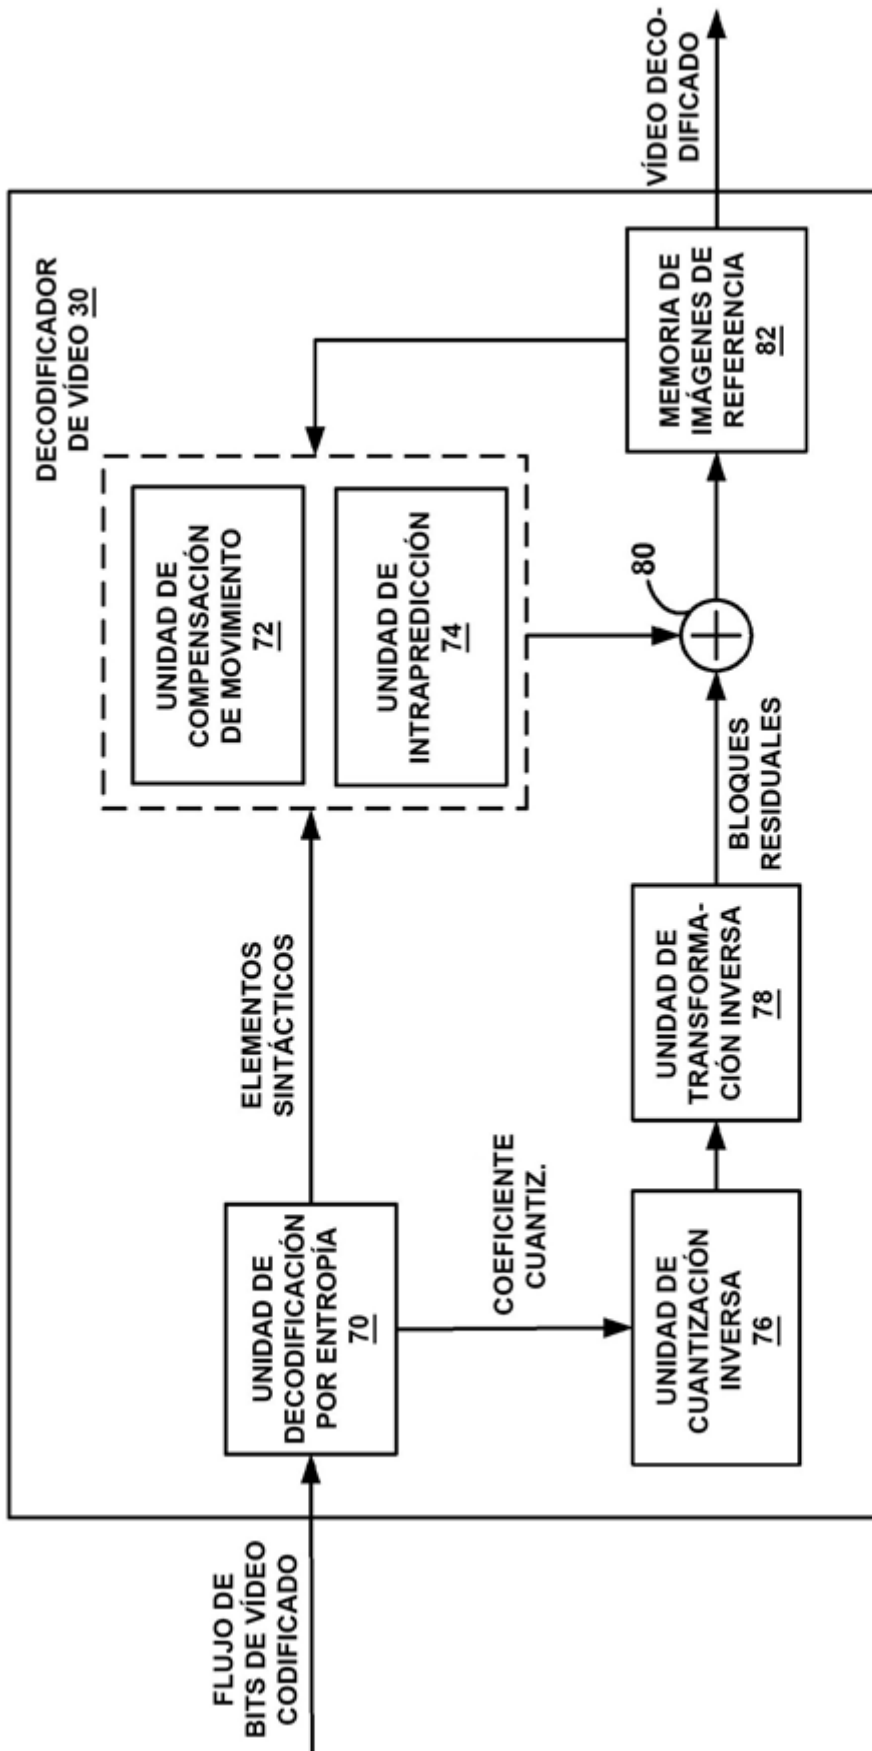 DECODIFICADOR
DE VÍDEO 30
FLUJO DE
BITS DE VÍDEO
CODIFICADO
UNIDAD DE
DECODIFICACIÓN
POR ENTROPÍA
70
ELEMENTOS
SINTÁCTICOS
UNIDAD DE
COMPENSACIÓN
DE MOVIMIENTO
72
UNIDAD DE
INTRAPREDICCIÓN
74
COEFICIENTE
CUANTIZ.
UNIDAD DE
CUANTIZACIÓN
INVERSA
76
UNIDAD DE
TRANSFORMA-
CIÓN INVERSA
78
BLOQUES
RESIDUALES
80
MEMORIA DE
IMÁGENES DE
REFERENCIA
82
VÍDEO DECO-
DIFICADO